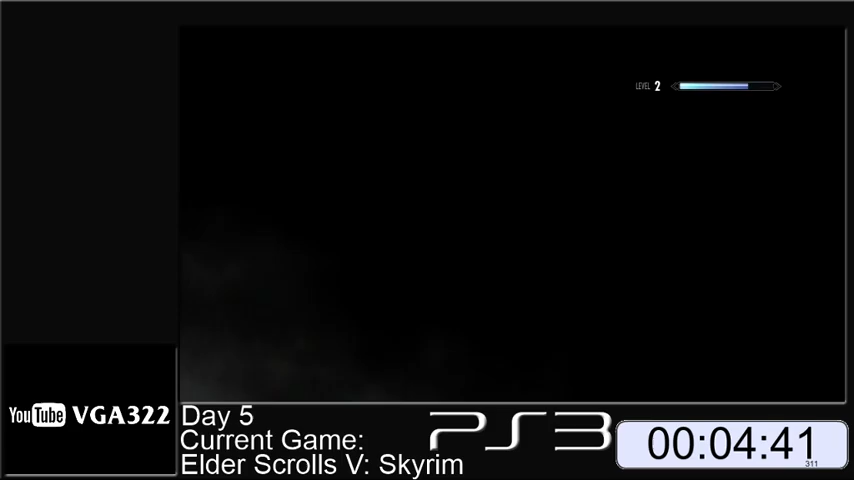 LEVEL 2
YouTube VGA322
Day 5
Current Game:
Elder Scrolls V: Skyrim
PS3
00:04:41
311